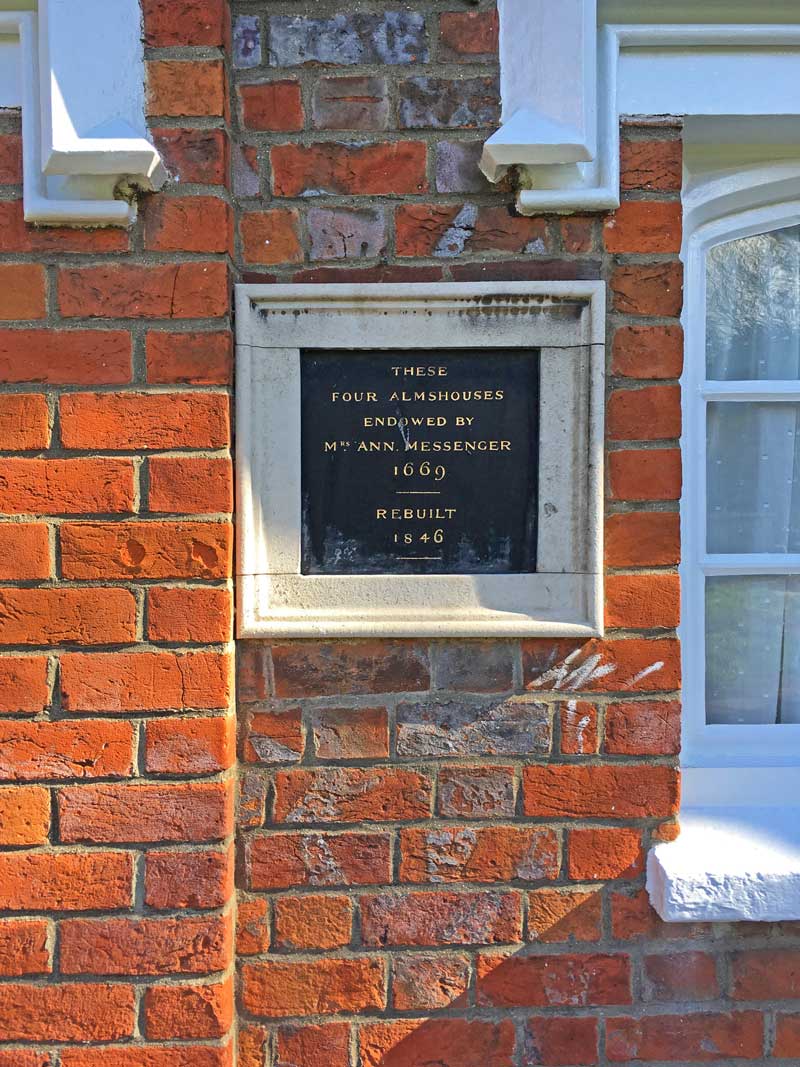 THESE
FOUR ALMSHOUSES
ENDOWED BY
MRS ANN. MESSENGER
1669
REBUILT
1846